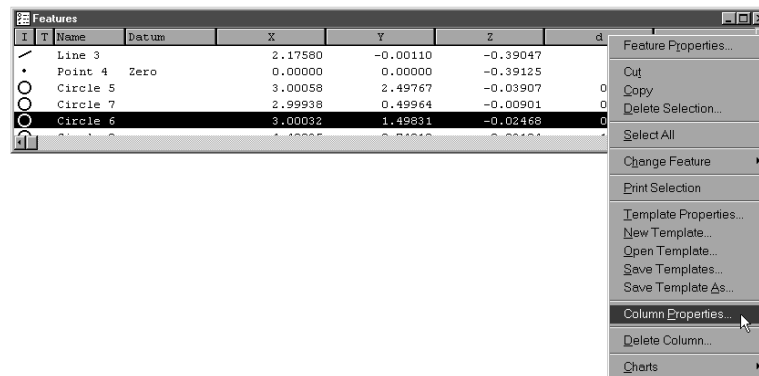 Features
I T Name Datum X Y Z d
Line 3 2.17580 -0.00110 -0.39047
Point 4 Zero 0.00000 0.00000 -0.39125
Circle 5 3.00058 2.49767 -0.03907 0
Circle 7 2.99938 0.49964 -0.00901 0
Circle 6 3.00032 1.49831 -0.02468 0
Feature Properties...
Cut
Copy
Delete Selection...
Select All
Change Feature
Print Selection
Template Properties...
New Template...
Open Template...
Save Templates...
Save Template As...
Column Properties...
Delete Column...
Charts